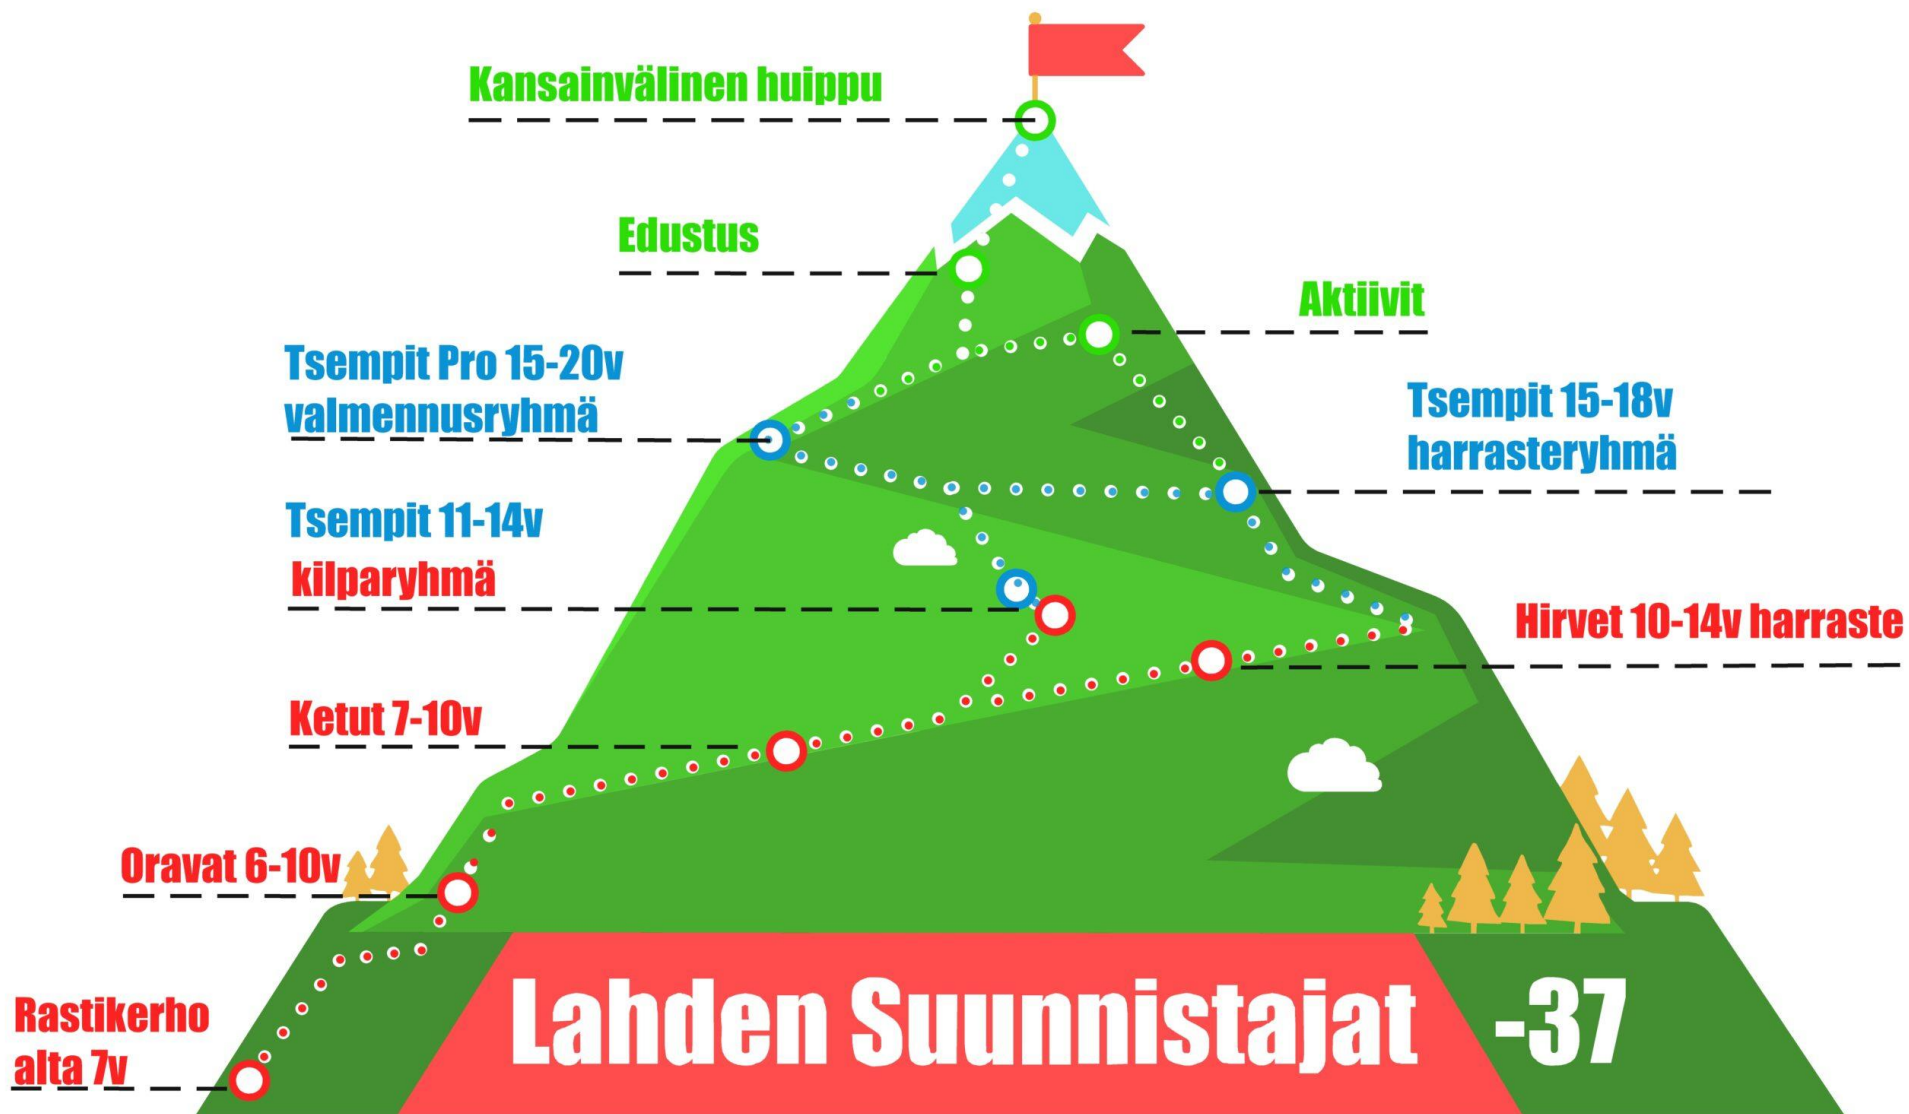 Kansainvälinen huippu
Edustus
Aktiivit
Tsempit Pro 15-20v
valmennusryhmä
Tsempit 15-18v
harrasteryhmä
Tsempit 11-14v
kilparyhmä
Hirvet 10-14v harraste
Ketut 7-10v
Oravat 6-10v
Rastikerho
alta 7v
Lahden Suunnistajat -37